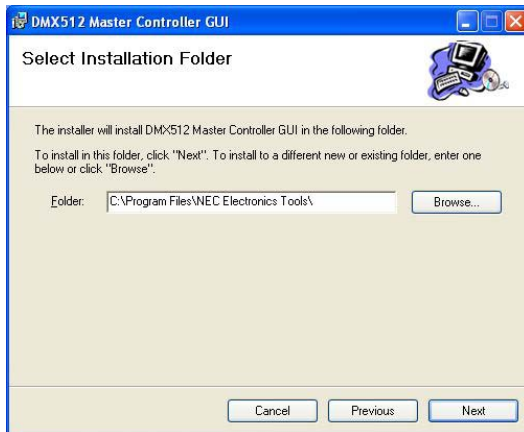 DMX512 Master Controller GUI
Select Installation Folder
The installer will install DMX512 Master Controller GUI in the following folder.
To install in this folder, click "Next". To install to a different new or existing folder, enter one
below or click "Browse".
Folder: C:\Program Files\NEC Electronics Tools\ Browse...
Cancel Previous Next